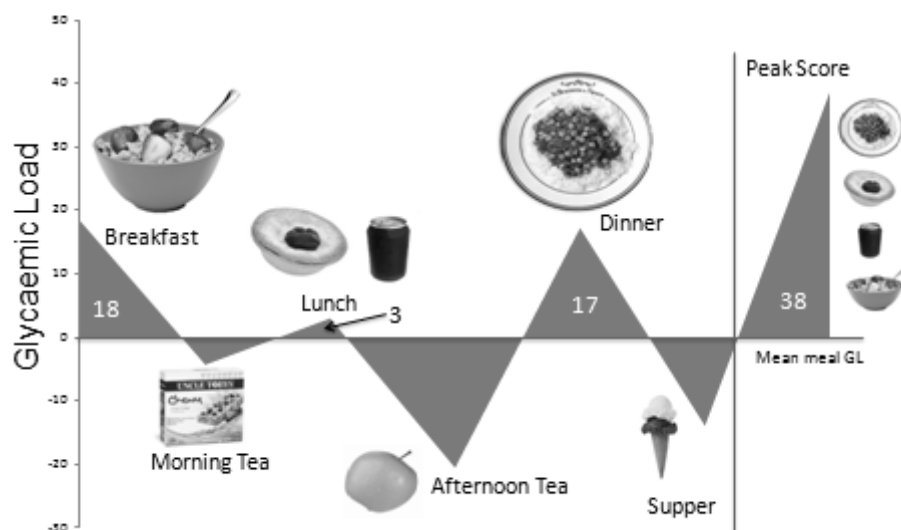 Glycaemic Load
50
40
30
20
10
0
-10
-20
-30
Breakfast
18
Morning Tea
UNCLE TOBYS
Lunch
3
Afternoon Tea
Dinner
17
Supper
Peak Score
38
Mean meal GL